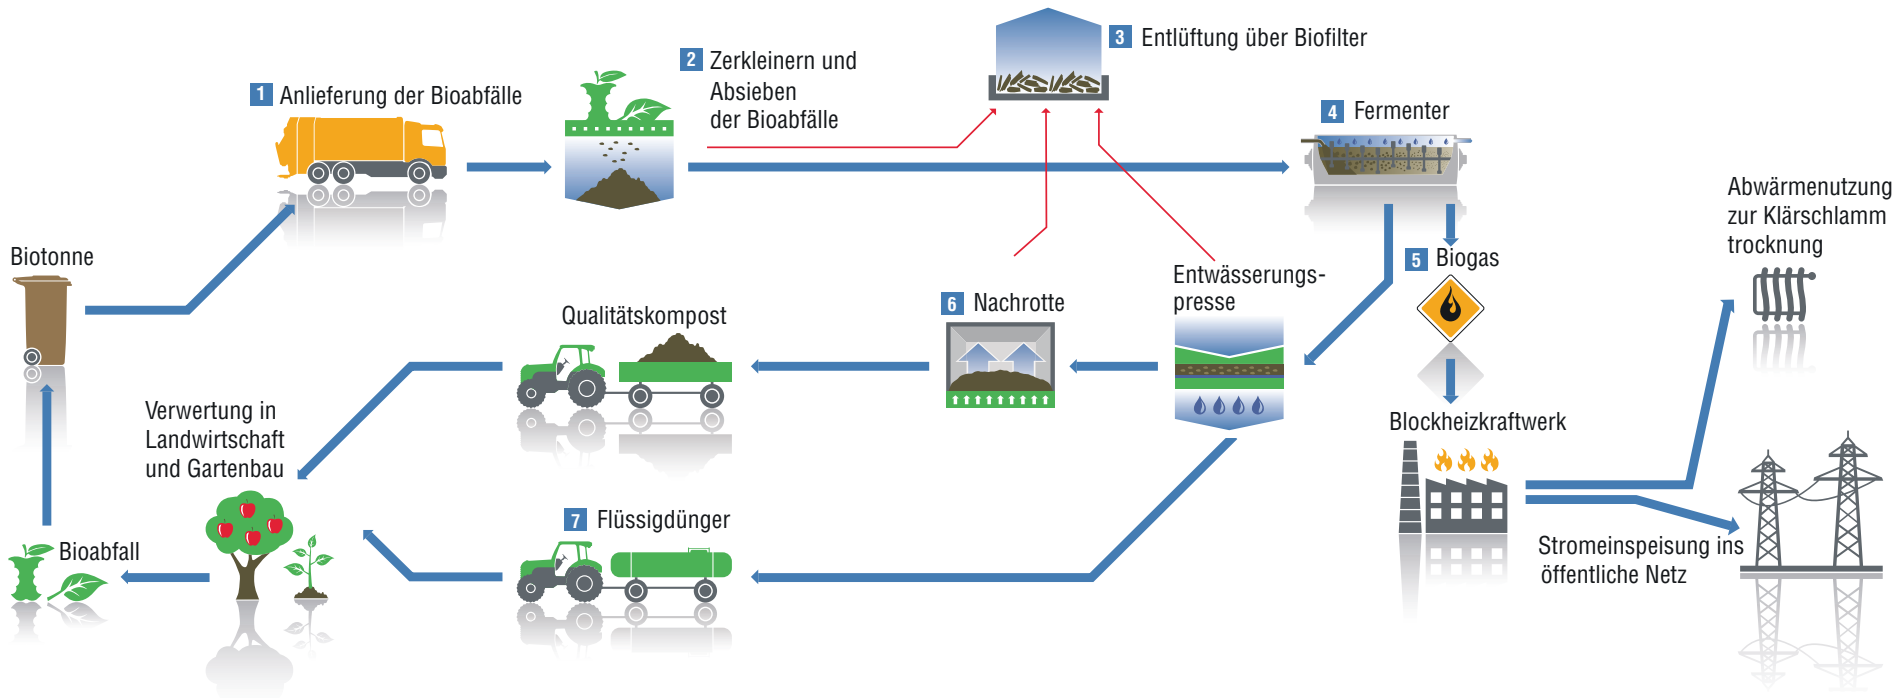 1 Anlieferung der Bioabfälle
2 Zerkleinern und
Absieben
der Bioabfälle
3 Entlüftung über Biofilter
4 Fermenter
Abwärmenutzung
zur Klärschlamm
trocknung
Biotonne
5 Biogas
Entwässerungs-
presse
6 Nachrotte
Qualitätskompost
Verwertung in
Landwirtschaft
und Gartenbau
Blockheizkraftwerk
7 Flüssigdünger
Bioabfall
Stromeinspeisung ins
öffentliche Netz